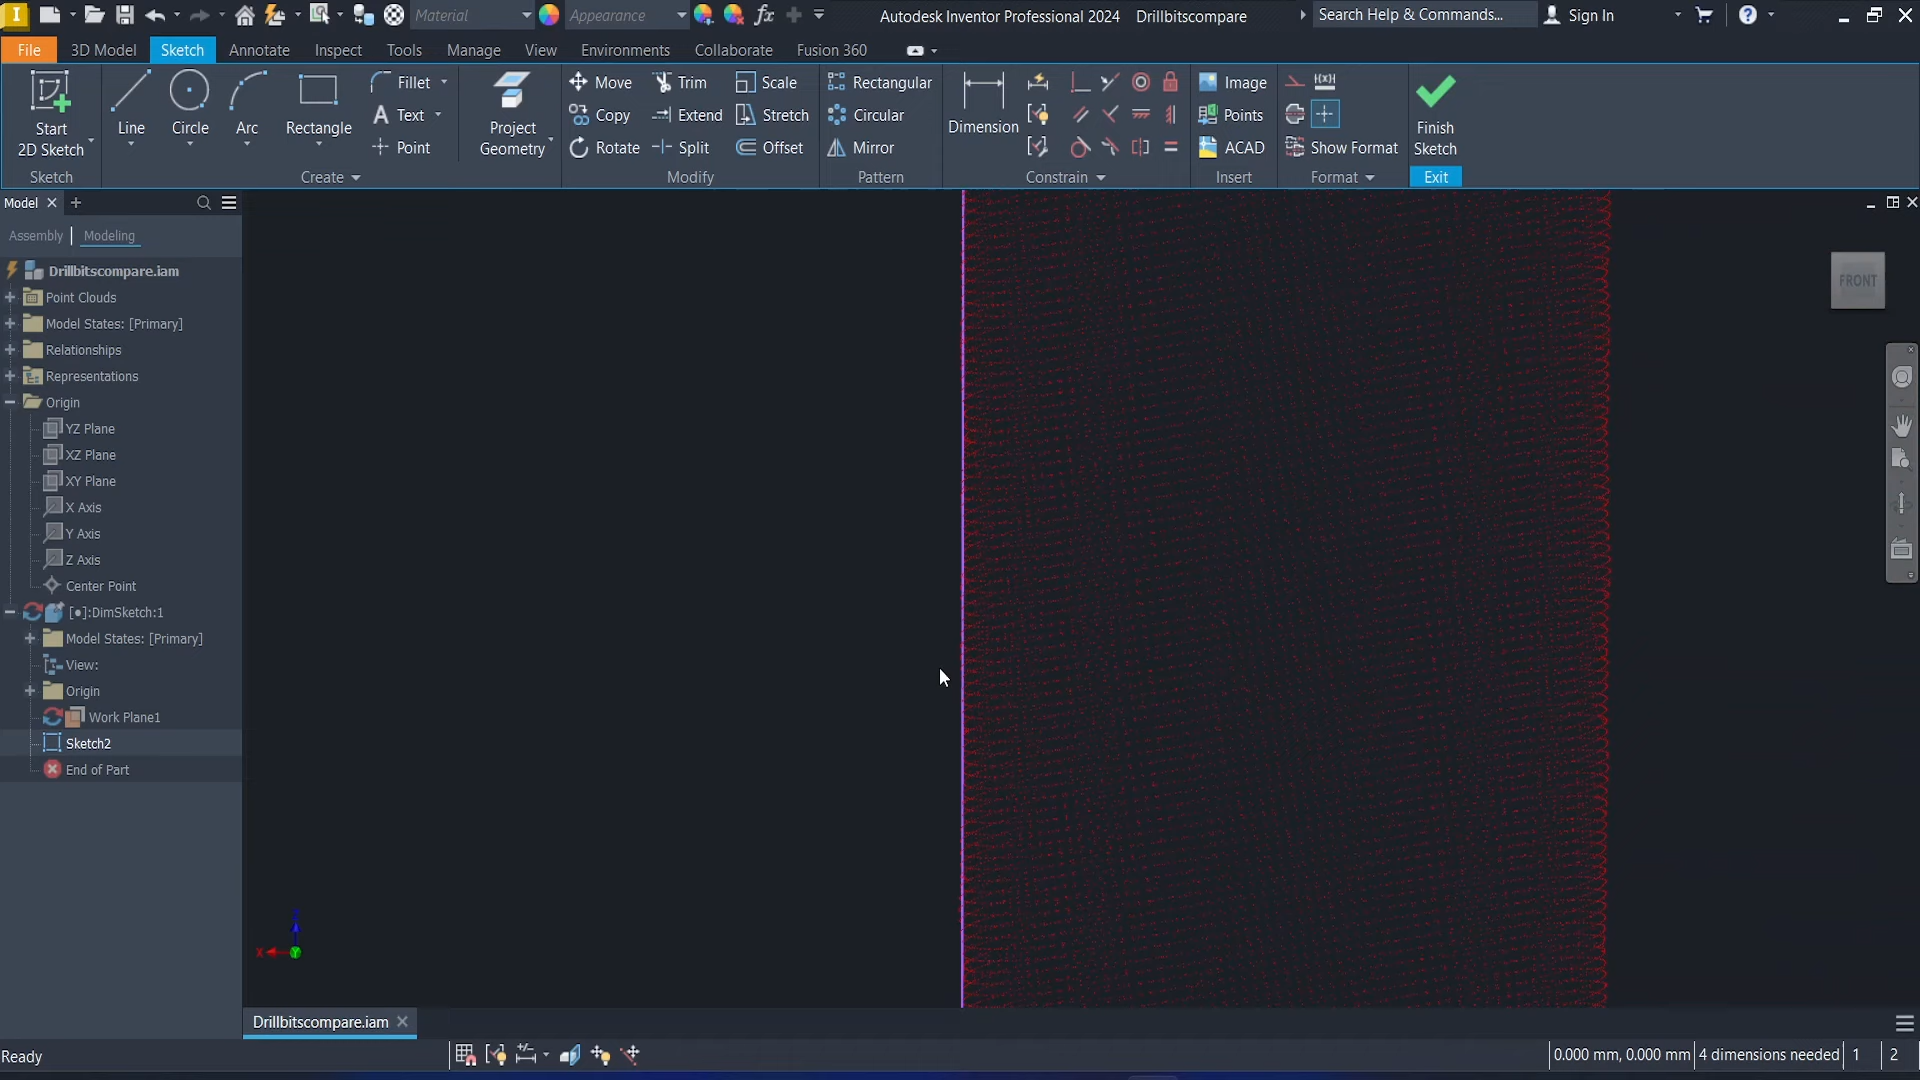 Material
Appearance
fx
Autodesk Inventor Professional 2024 Drillbitscompare
Search Help & Commands...
Sign In
File
3D Model
Sketch
Annotate
Inspect
Tools
Manage
View
Environments
Collaborate
Fusion 360
Start
2D Sketch
Line
Circle
Arc
Rectangle
Fillet
Text
Point
Project
Geometry
Move
Copy
Rotate
Trim
Extend
Split
Scale
Stretch
Offset
Rectangular
Circular
Mirror
Dimension
Image
Points
ACAD
Show Format
Finish
Sketch
Sketch
Create
Modify
Pattern
Constrain
Insert
Format
Exit
Model
Assembly
Modeling
Drillbitscompare.iam
Point Clouds
Model States: [Primary]
Relationships
Representations
Origin
YZ Plane
XZ Plane
XY Plane
X Axis
Y Axis
Z Axis
Center Point
[●]:DimSketch:1
Model States: [Primary]
View:
Origin
Work Plane1
Sketch2
End of Part
FRONT
X
Drillbitscompare.iam
Ready
0.000 mm, 0.000 mm
4 dimensions needed
1
2